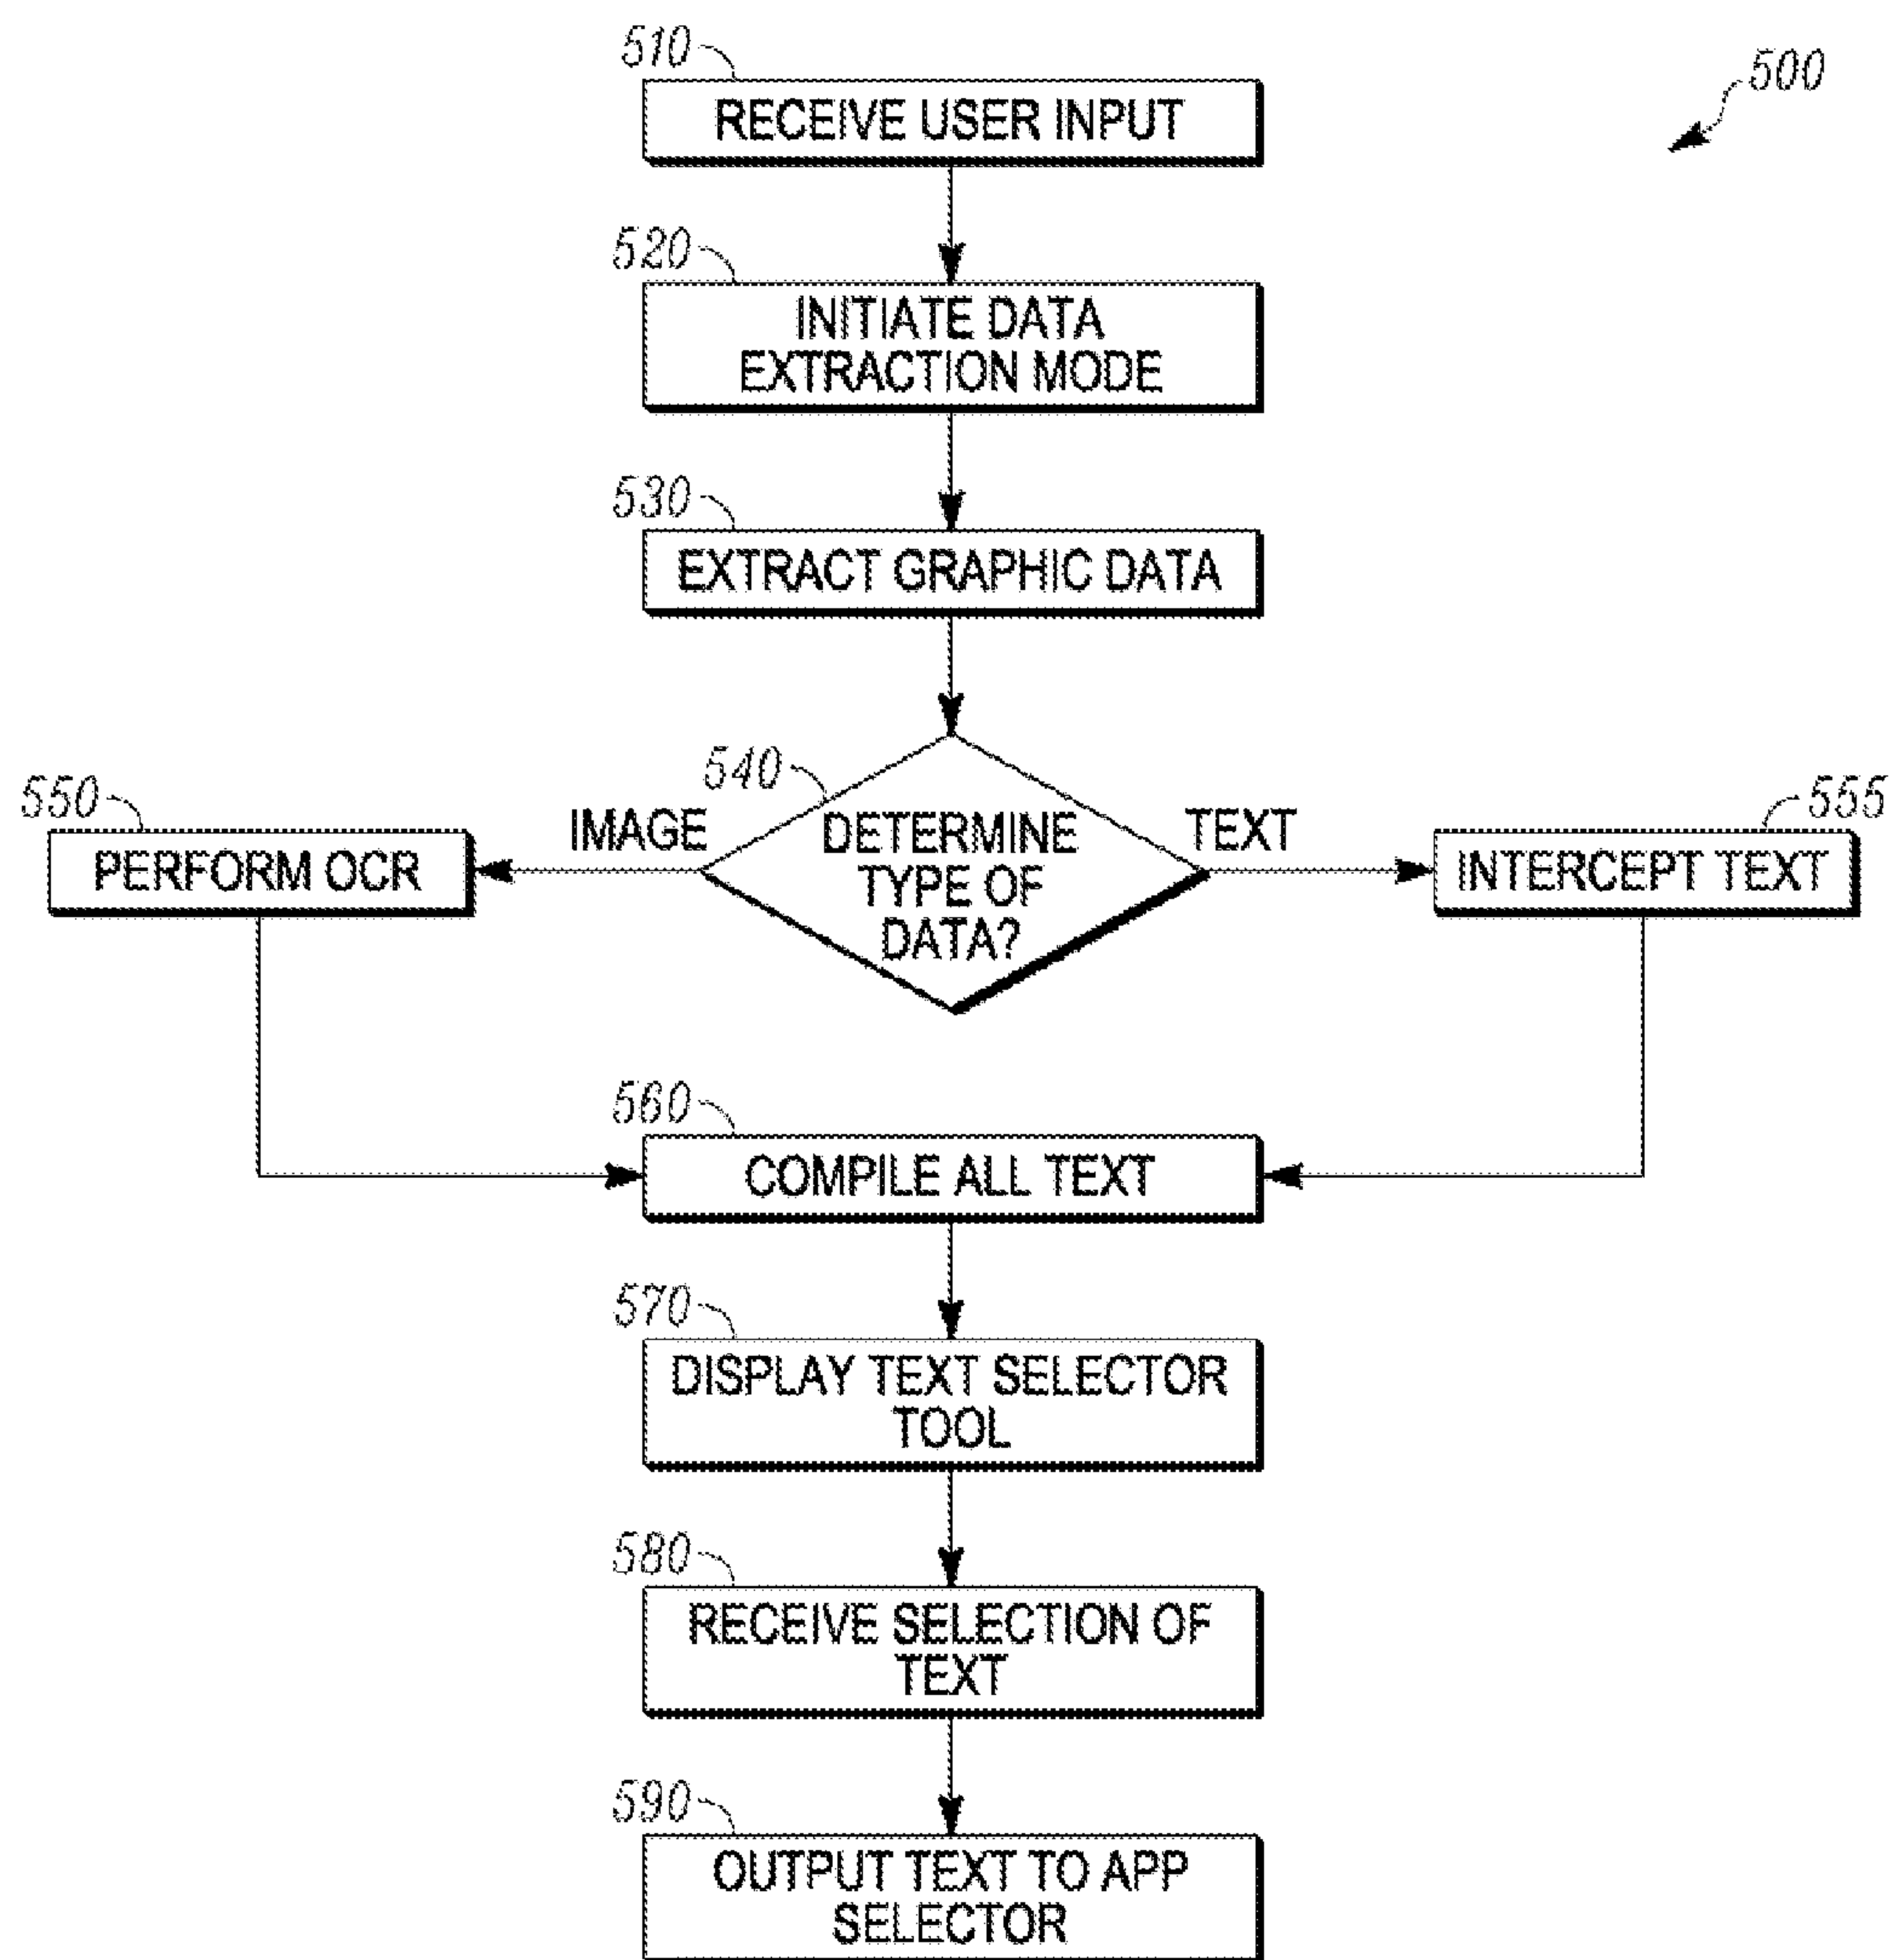 510
500
RECEIVE USER INPUT
520
INITIATE DATA
EXTRACTION MODE
530
EXTRACT GRAPHIC DATA
540
550
555
IMAGE
TEXT
DETERMINE
TYPE OF
DATA?
PERFORM OCR
INTERCEPT TEXT
560
COMPILE ALL TEXT
570
DISPLAY TEXT SELECTOR
TOOL
580
RECEIVE SELECTION OF
TEXT
590
OUTPUT TEXT TO APP
SELECTOR